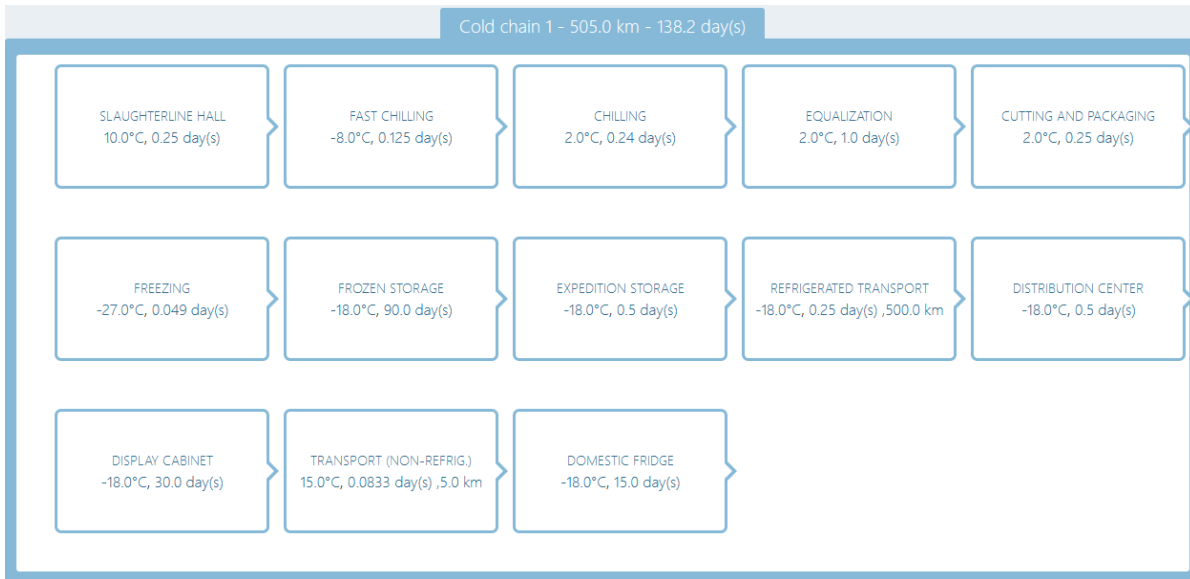 Cold chain 1 - 505.0 km - 138.2 day(s)
SLAUGHTERLINE HALL
10.0°C, 0.25 day(s)
FAST CHILLING
-8.0°C, 0.125 day(s)
CHILLING
2.0°C, 0.24 day(s)
EQUALIZATION
2.0°C, 1.0 day(s)
CUTTING AND PACKAGING
2.0°C, 0.25 day(s)
FREEZING
-27.0°C, 0.049 day(s)
FROZEN STORAGE
-18.0°C, 90.0 day(s)
EXPEDITION STORAGE
-18.0°C, 0.5 day(s)
REFRIGERATED TRANSPORT
-18.0°C, 0.25 day(s) ,500.0 km
DISTRIBUTION CENTER
-18.0°C, 0.5 day(s)
DISPLAY CABINET
-18.0°C, 30.0 day(s)
TRANSPORT (NON-REFRIG.)
15.0°C, 0.0833 day(s) ,5.0 km
DOMESTIC FRIDGE
-18.0°C, 15.0 day(s)